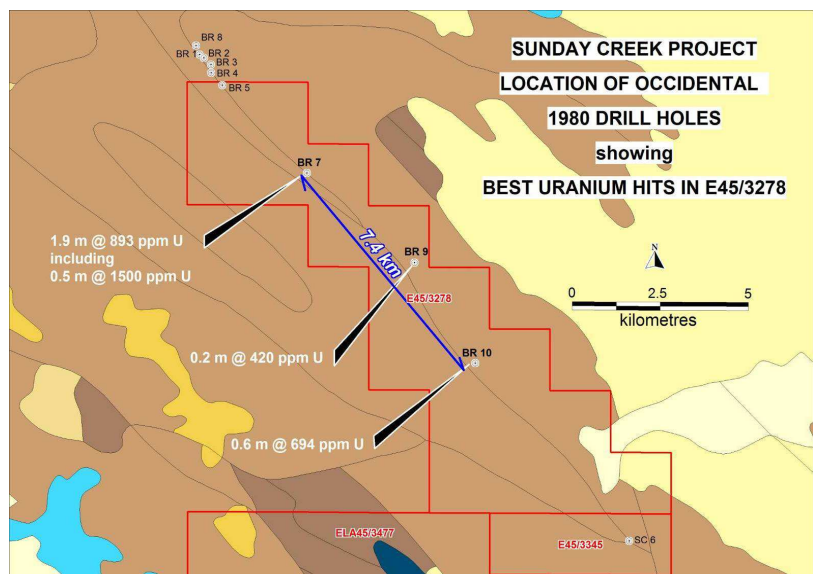 SUNDAY CREEK PROJECT
LOCATION OF OCCIDENTAL
1980 DRILL HOLES
showing
BEST URANIUM HITS IN E45/3278
BR 8
BR 1
BR 2
BR 3
BR 4
BR 5
BR 7
1.9 m @ 893 ppm U
including
0.5 m @ 1500 ppm U
7.4 km
BR 9
E45/3278
N
0 2.5 5
kilometres
0.2 m @ 420 ppm U
BR 10
0.6 m @ 694 ppm U
ELA45/3477
E45/3345
SC 6